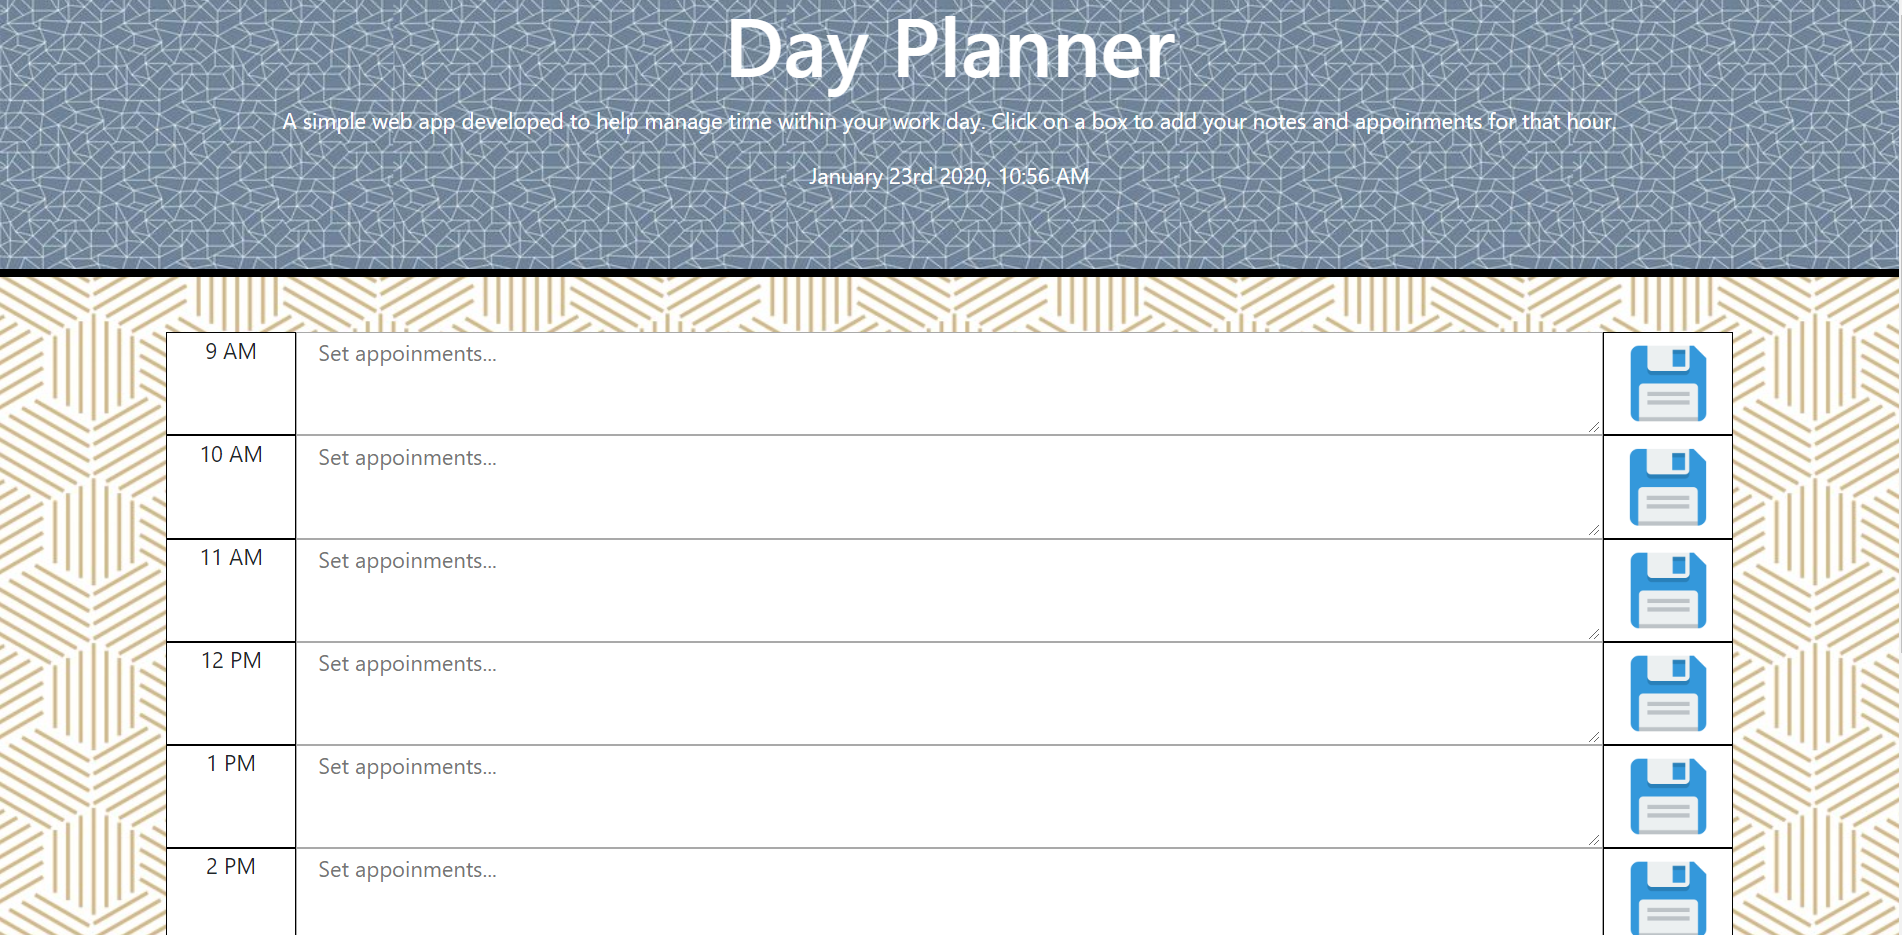 Day Planner
A simple web app developed to help manage time within your work day. Click on a box to add your notes and appoinments for that hour.
January 23rd 2020, 10:56 AM
9 AM
Set appoinments...
10 AM
Set appoinments...
11 AM
Set appoinments...
12 PM
Set appoinments...
1 PM
Set appoinments...
2 PM
Set appoinments...